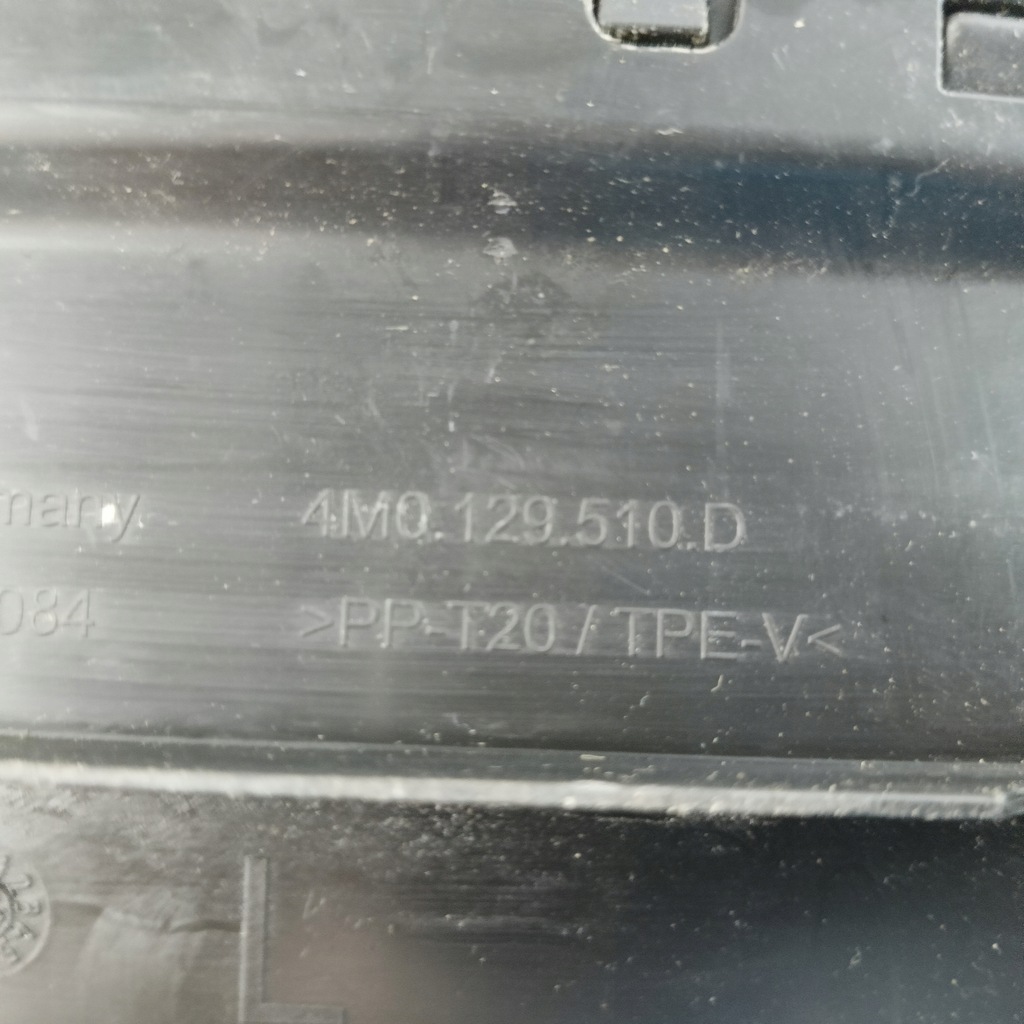 many 4M0.129.510.D
084 >PP-T20 / TPE-V<
L